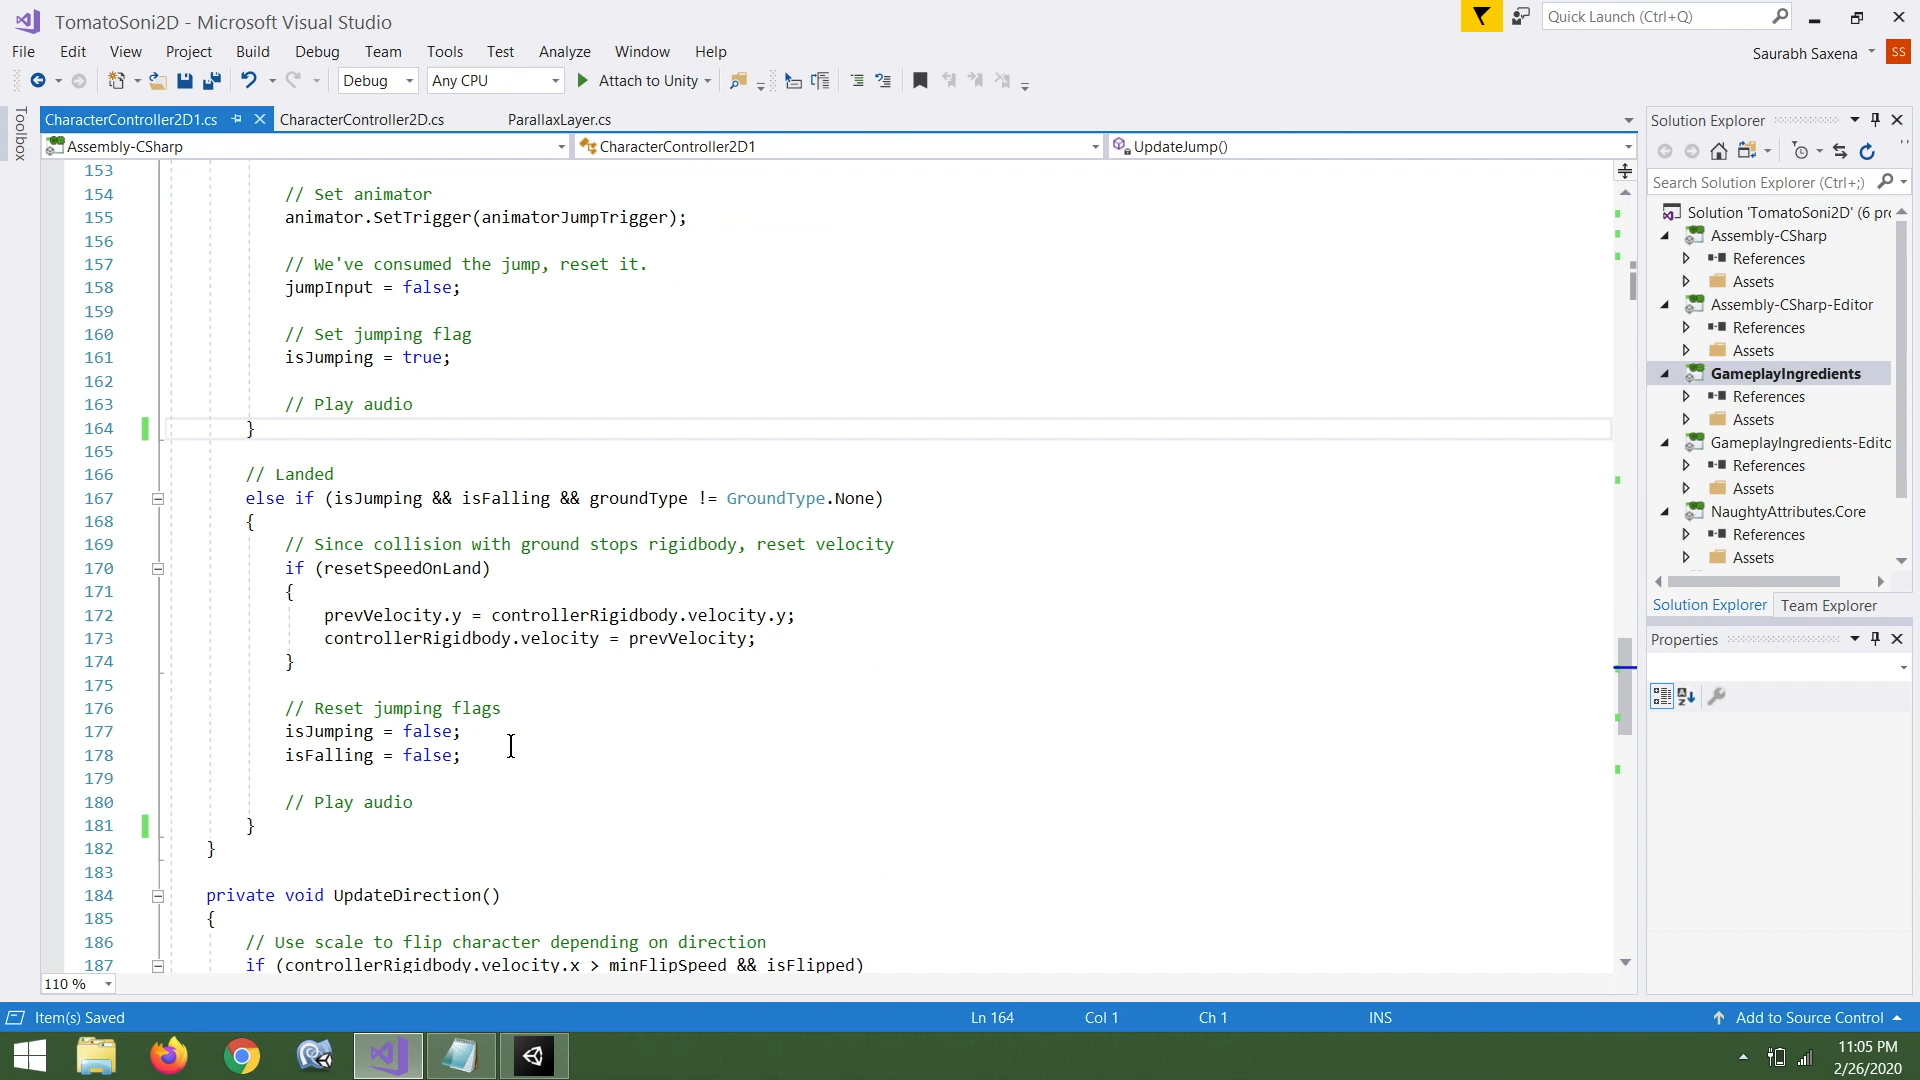 TomatoSoni2D - Microsoft Visual Studio
Quick Launch (Ctrl+Q)
File Edit View Project Build Debug Team Tools Test Analyze Window Help
Saurabh Saxena SS
Debug Any CPU Attach to Unity
Toolbox
CharacterController2D1.cs CharacterController2D.cs ParallaxLayer.cs
Assembly-CSharp CharacterController2D1 UpdateJump()
153
154 // Set animator
155 animator.SetTrigger(animatorJumpTrigger);
156
157 // We've consumed the jump, reset it.
158 jumpInput = false;
159
160 // Set jumping flag
161 isJumping = true;
162
163 // Play audio
164 }
165
166 // Landed
167 else if (isJumping && isFalling && groundType != GroundType.None)
168 {
169 // Since collision with ground stops rigidbody, reset velocity
170 if (resetSpeedOnLand)
171 {
172 prevVelocity.y = controllerRigidbody.velocity.y;
173 controllerRigidbody.velocity = prevVelocity;
174 }
175
176 // Reset jumping flags
177 isJumping = false;
178 isFalling = false;
179
180 // Play audio
181 }
182 }
183
184 private void UpdateDirection()
185 {
186 // Use scale to flip character depending on direction
187 if (controllerRigidbody.velocity.x > minFlipSpeed && isFlipped)
110 %
Solution Explorer
Search Solution Explorer (Ctrl+;)
Solution 'TomatoSoni2D' (6 pro
Assembly-CSharp
References
Assets
Assembly-CSharp-Editor
References
Assets
GameplayIngredients
References
Assets
GameplayIngredients-Edito
References
Assets
NaughtyAttributes.Core
References
Assets
Solution Explorer Team Explorer
Properties
Item(s) Saved Ln 164 Col 1 Ch 1 INS Add to Source Control
11:05 PM
2/26/2020